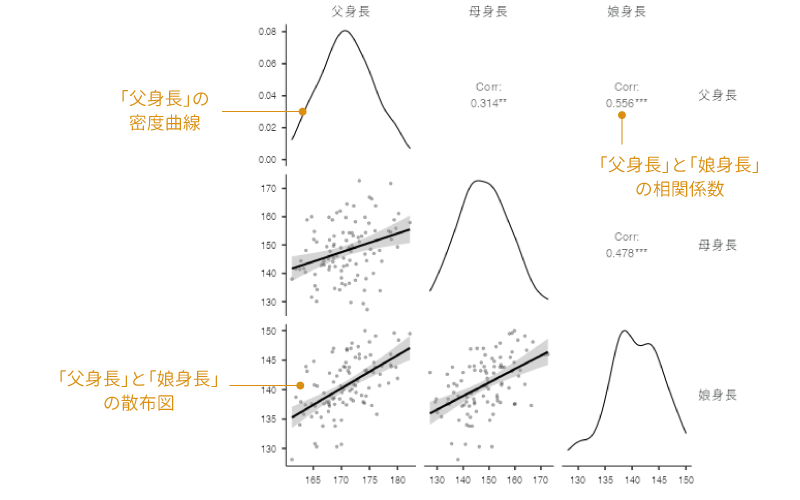 父身長 母身長 娘身長
0.08
0.06
0.04
0.02
0.00
「父身長」の
密度曲線
Corr:
0.314**
Corr:
0.556***
父身長
「父身長」と「娘身長」
の相関係数
170
160
150
140
130
Corr:
0.478***
母身長
150
145
140
135
130
「父身長」と「娘身長」
の散布図
娘身長
165 170 175 180
130 140 150 160 170
130 135 140 145 150